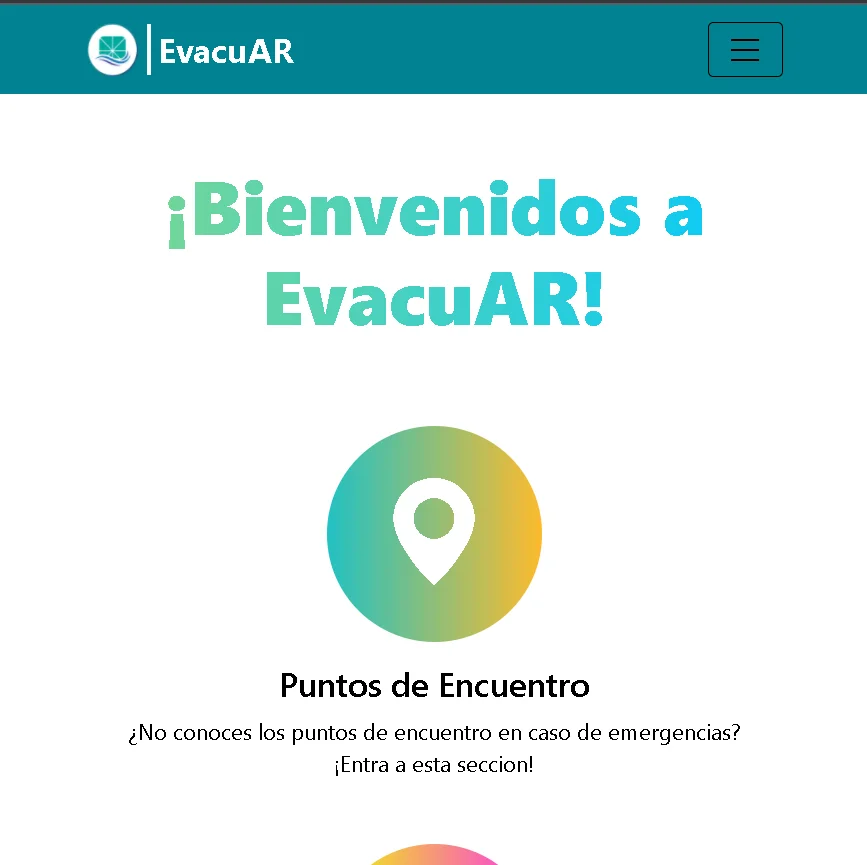 EvacuAR
¡Bienvenidos a
EvacuAR!
Puntos de Encuentro
¿No conoces los puntos de encuentro en caso de emergencias?
¡Entra a esta seccion!